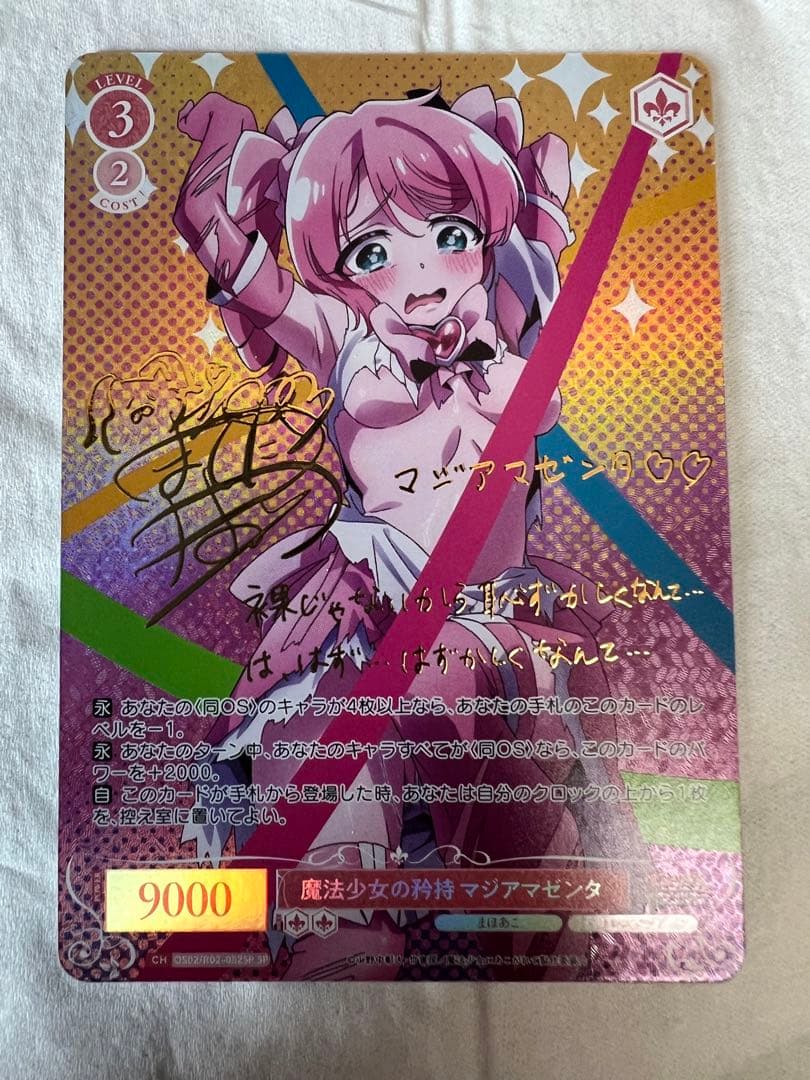 LEVEL
3
2
COST
マジアマゼンタ♡♡
裸じゃないから恥ずかしくなんて…
は、はず…はずかしくなんて…
永 あなたの《同OS》のキャラが4枚以上なら、あなたの手札のこのカードのレ
ベルを－1。
永 あなたのターン中、あなたのキャラすべてが《同OS》なら、このカードのパ
ワーを＋2000。
自 このカードが手札から登場した時、あなたは自分のクロックの上から1枚
を、控え室に置いてよい。
9000
魔法少女の矜持 マジアマゼンタ
まほあこ
CH